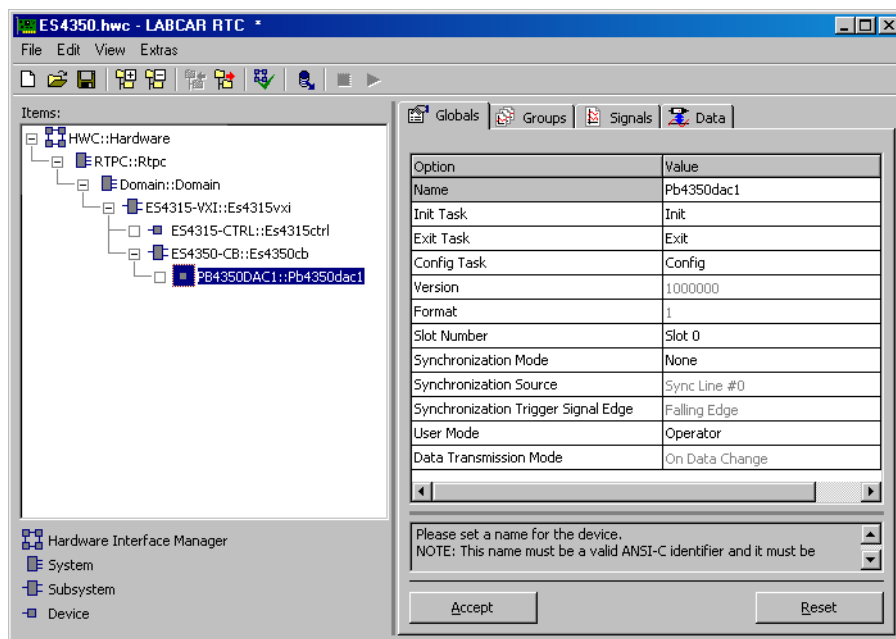 ES4350.hwc - LABCAR RTC *
File Edit View Extras
Items:
HWC::Hardware
RTPC::Rtpc
Domain::Domain
ES4315-VXI::Es4315vxi
ES4315-CTRL::Es4315ctrl
ES4350-CB::Es4350cb
PB4350DAC1::Pb4350dac1
Hardware Interface Manager
System
Subsystem
Device
Globals Groups Signals Data
Option Value
Name Pb4350dac1
Init Task Init
Exit Task Exit
Config Task Config
Version 1000000
Format 1
Slot Number Slot 0
Synchronization Mode None
Synchronization Source Sync Line #0
Synchronization Trigger Signal Edge Falling Edge
User Mode Operator
Data Transmission Mode On Data Change
Please set a name for the device.
NOTE: This name must be a valid ANSI-C identifier and it must be
Accept Reset